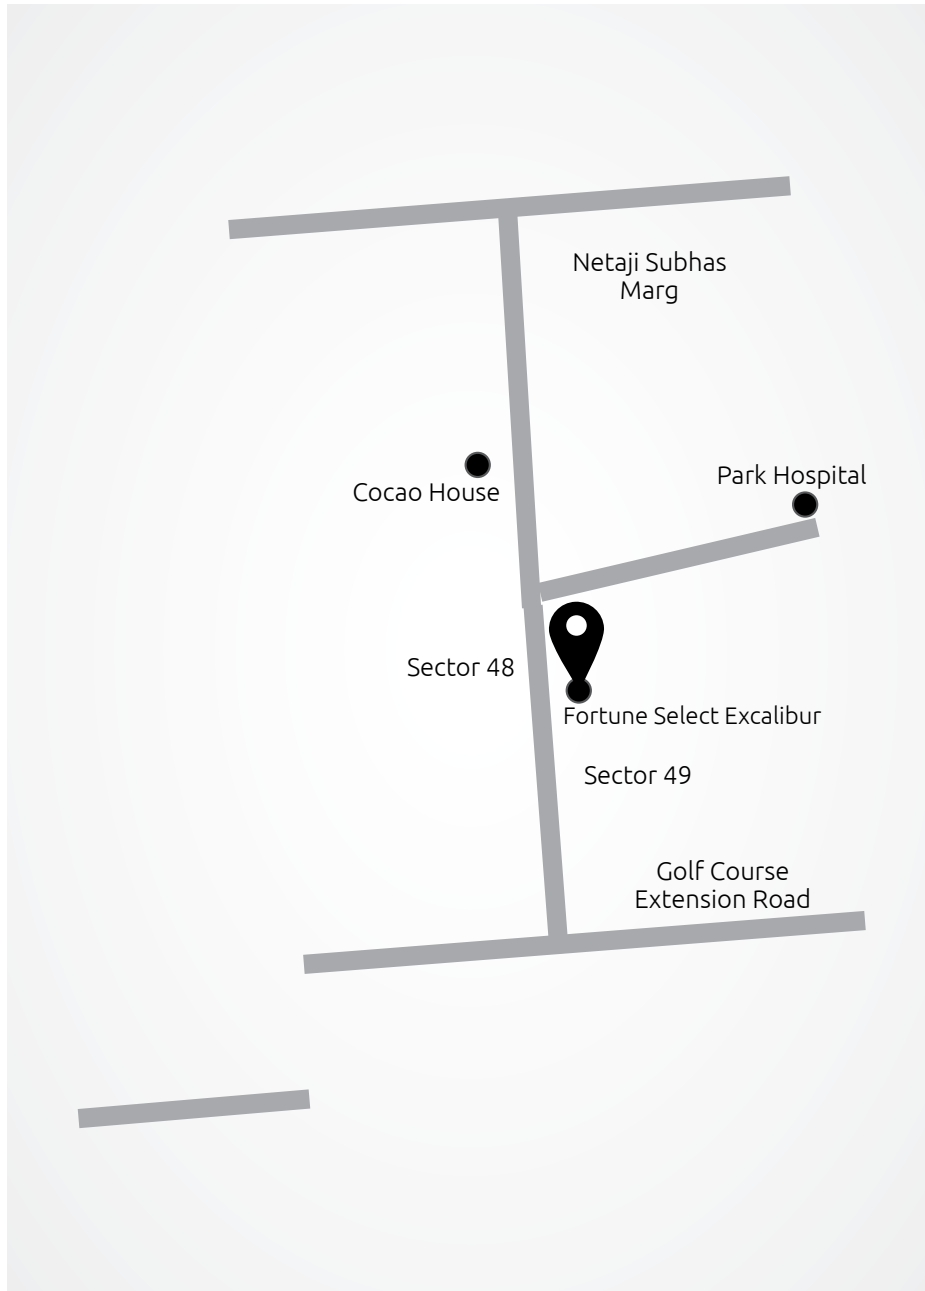 Netaji Subhas
Marg
Park Hospital
Cocao House
Sector 48
Fortune Select Excalibur
Sector 49
Golf Course
Extension Road